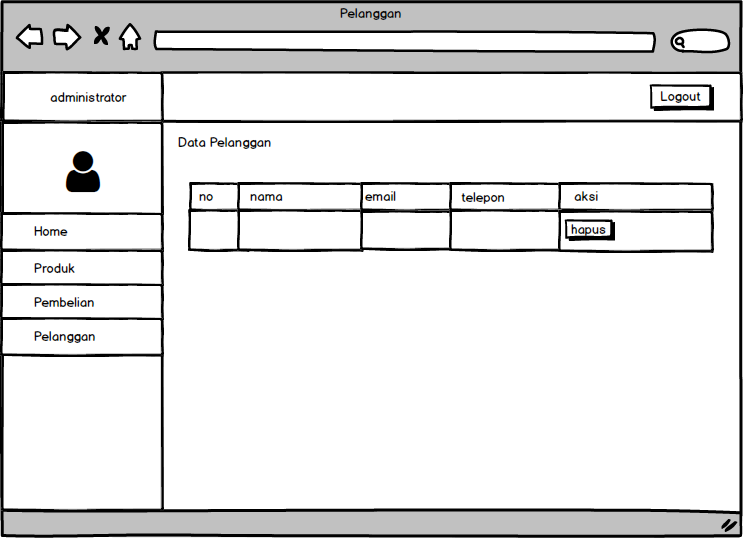 Pelanggan
administrator
Logout
Data Pelanggan
no nama email telepon aksi
hapus
Home
Produk
Pembelian
Pelanggan